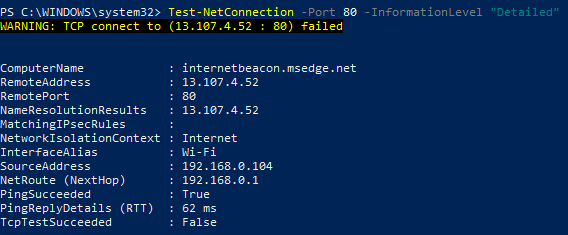 PS C:\WINDOWS\system32> Test-NetConnection -Port 80 -InformationLevel "Detailed"
WARNING: TCP connect to (13.107.4.52 : 80) failed
ComputerName : internetbeacon.msedge.net
RemoteAddress : 13.107.4.52
RemotePort : 80
NameResolutionResults : 13.107.4.52
MatchingIPsecRules :
NetworkIsolationContext : Internet
InterfaceAlias : Wi-Fi
SourceAddress : 192.168.0.104
NetRoute (NextHop) : 192.168.0.1
PingSucceeded : True
PingReplyDetails (RTT) : 62 ms
TcpTestSucceeded : False